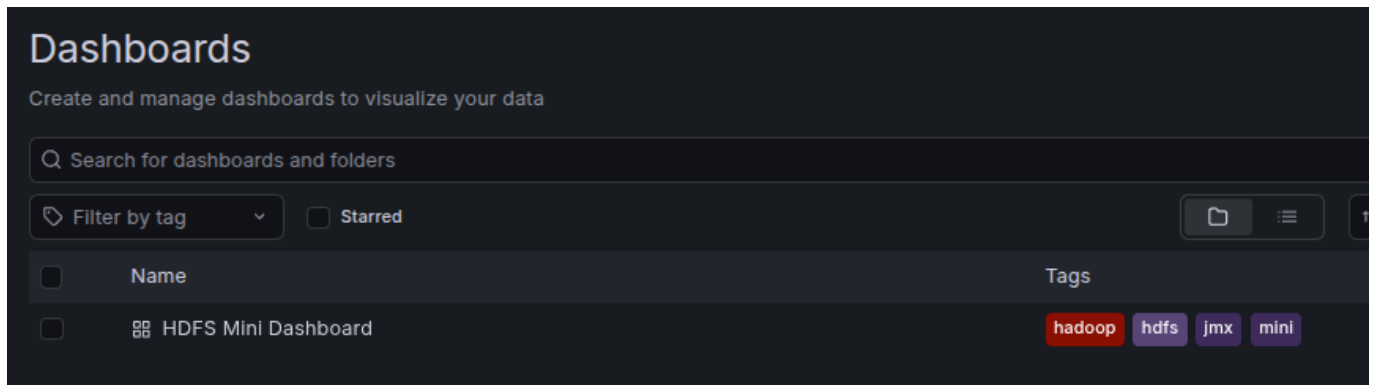 Dashboards
Create and manage dashboards to visualize your data
Search for dashboards and folders
Filter by tag Starred
Name Tags
HDFS Mini Dashboard hadoop hdfs jmx mini